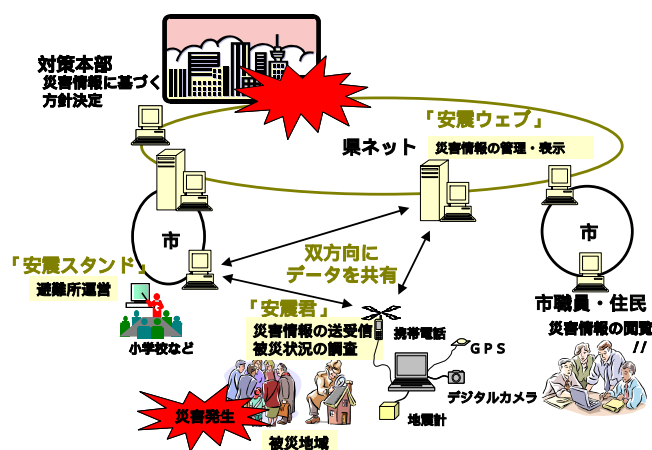 対策本部
災害情報に基づく
方針決定
「安震ウェブ」
県ネット
災害情報の管理・表示
市
市
双方向に
データを共有
「安震スタンド」
避難所運営
小学校など
「安震君」
災害情報の送受信
被災状況の調査
携帯電話
GPS
デジタルカメラ
地震計
市職員・住民
災害情報の閲覧
災害発生
被災地域